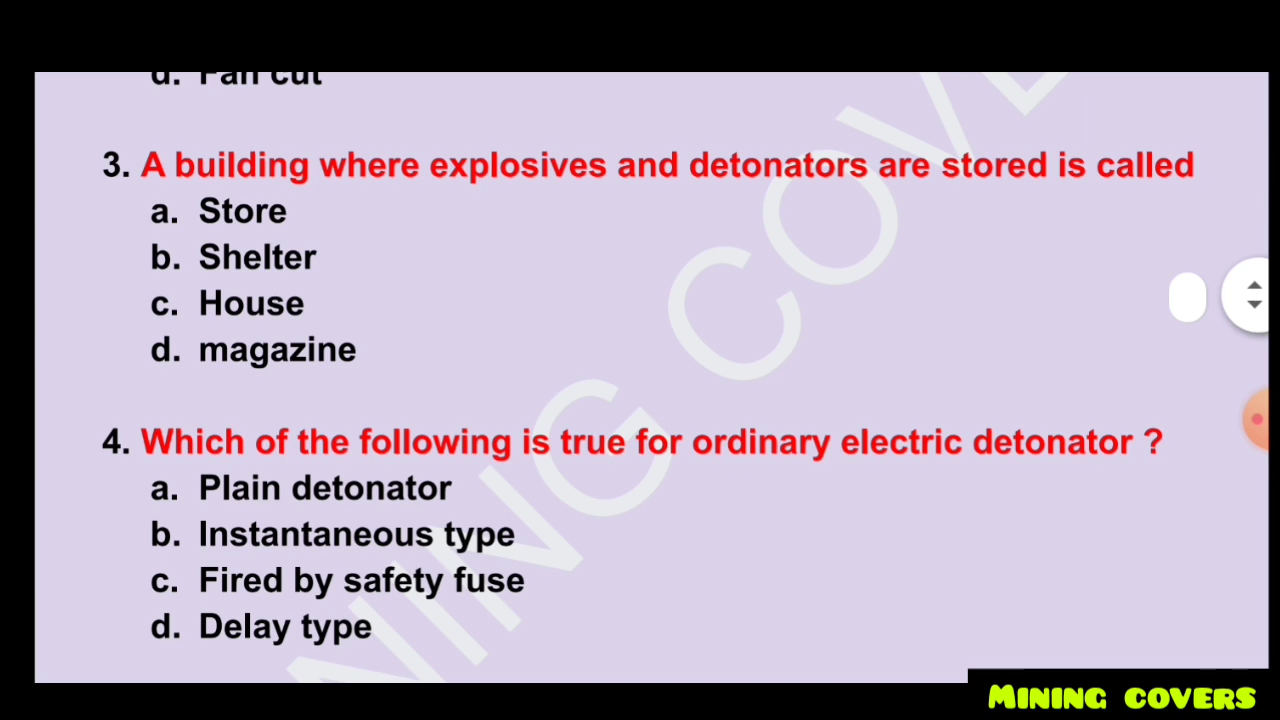 d. Fan cut
3. A building where explosives and detonators are stored is called
a. Store
b. Shelter
c. House
d. magazine
4. Which of the following is true for ordinary electric detonator ?
a. Plain detonator
b. Instantaneous type
c. Fired by safety fuse
d. Delay type
NING COVE
MINING COVERS